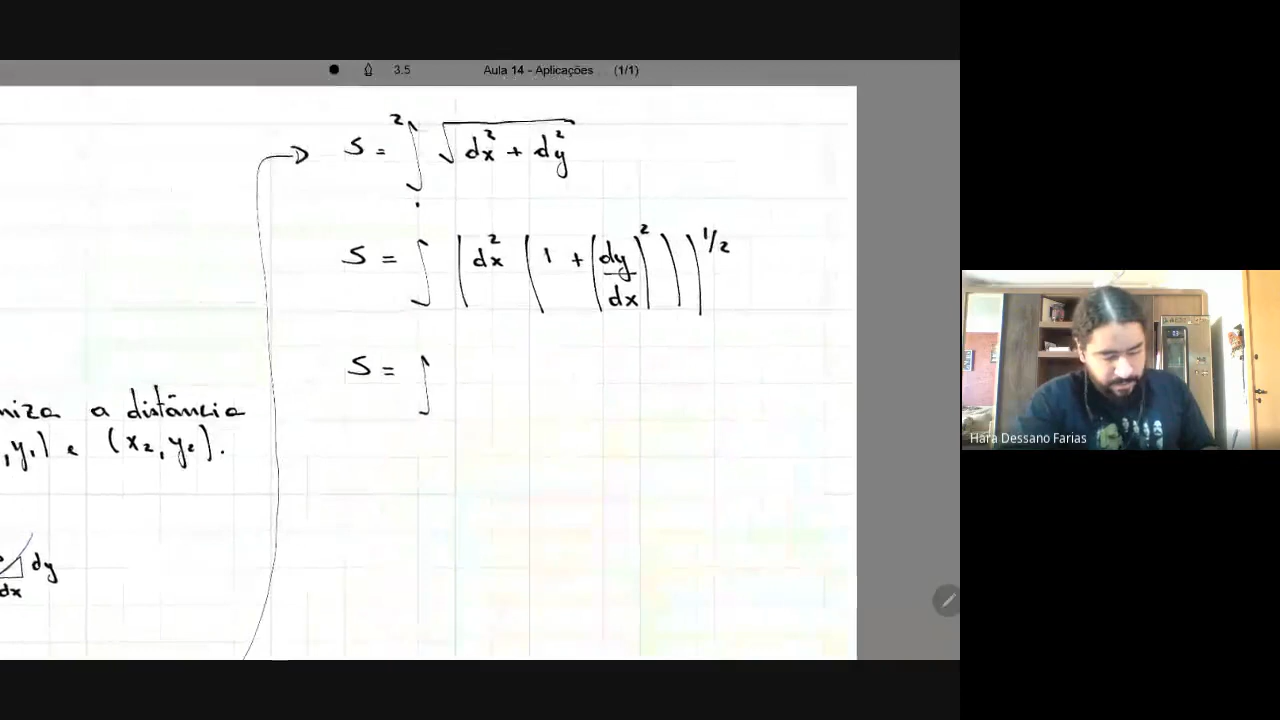 3.5 Aula 14 - Aplicações (1/1)
S = ∫₁² √(dx² + dy²)
S = ∫ (dx² (1 + (dy/dx)²))^1/2
S = ∫
niza a distância
,y₁) e (x₂, y₂).
dy
dx
Hara Dessano Farias